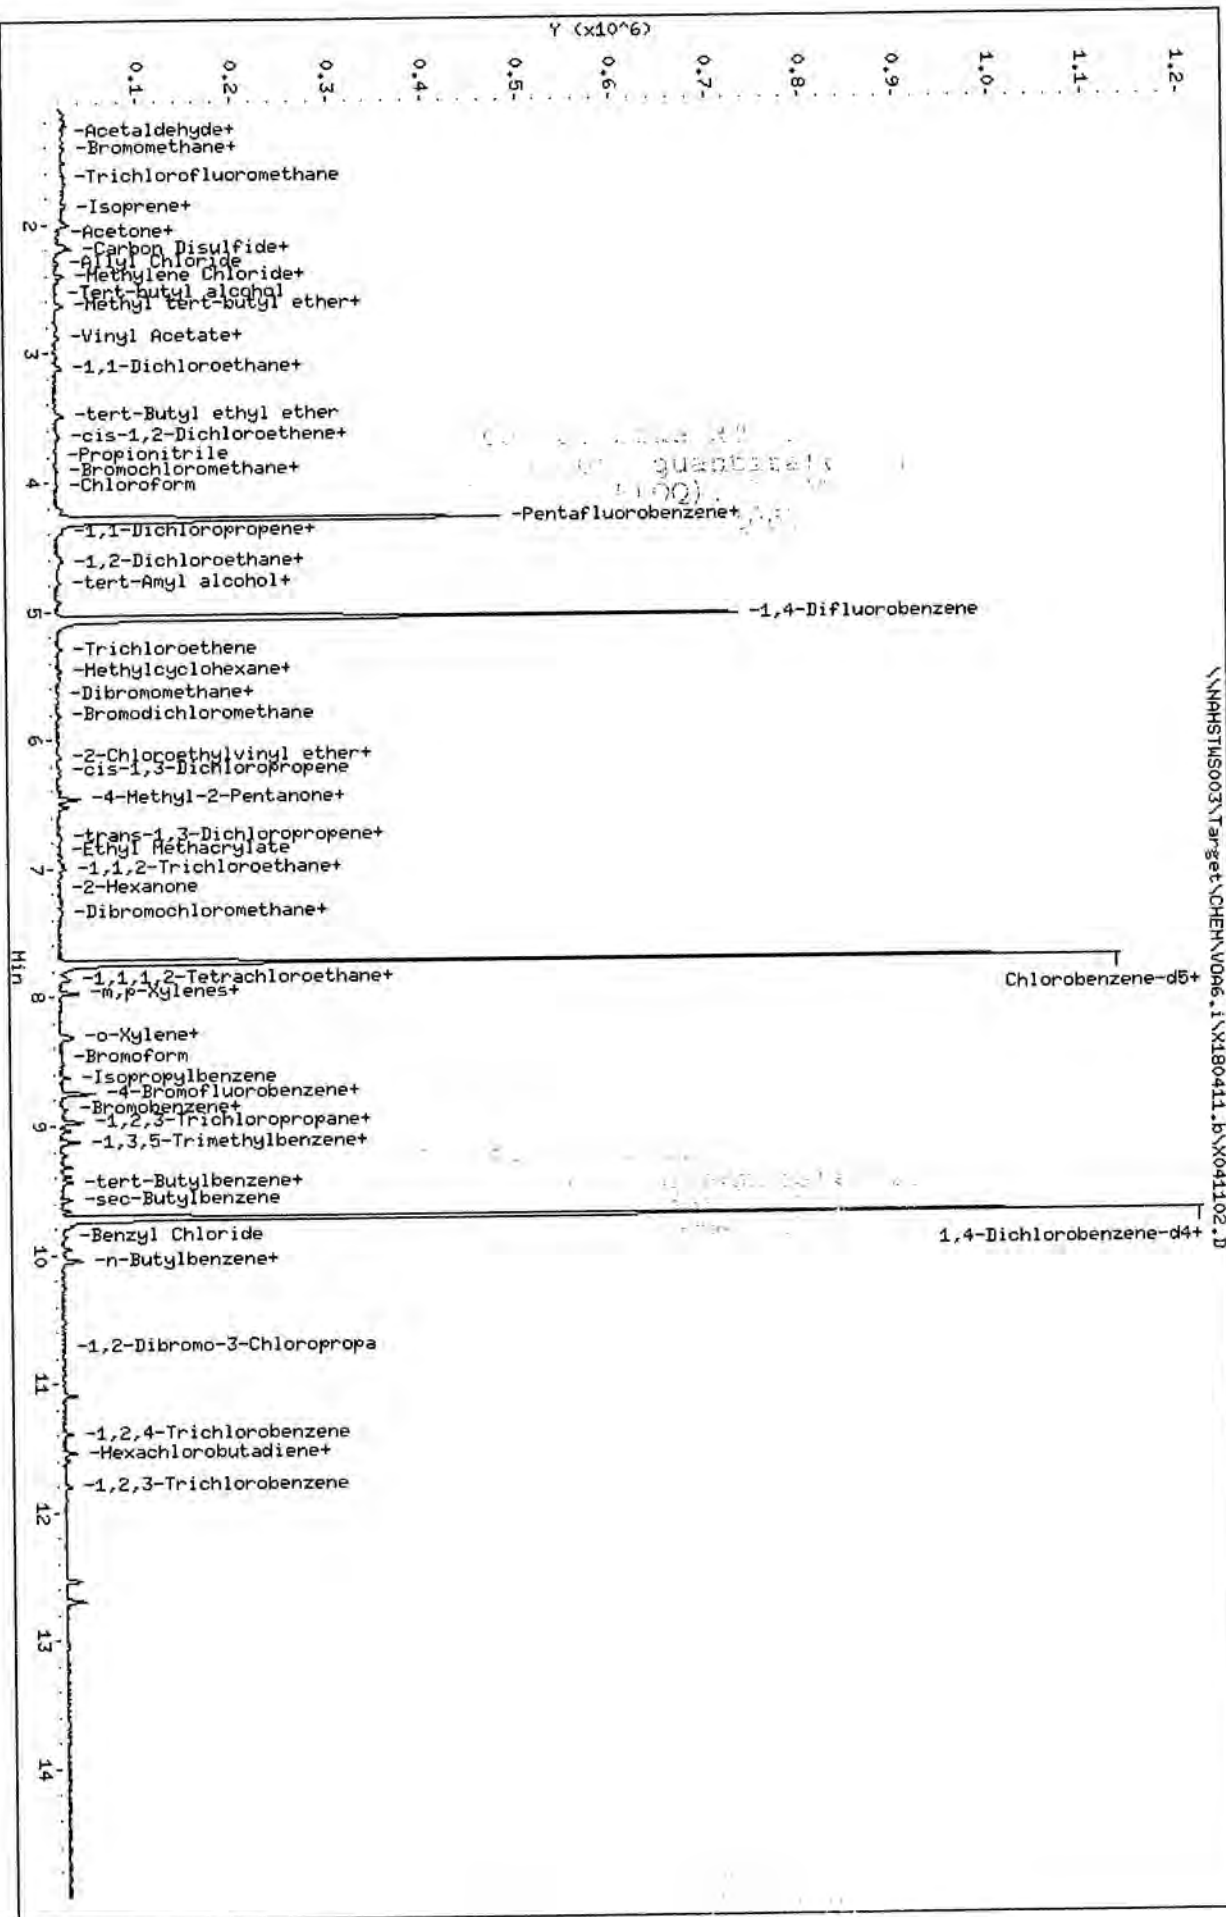 Y (x10^6)
0.1-
0.2-
0.3-
0.4-
0.5-
0.6-
0.7-
0.8-
0.9-
1.0-
1.1-
1.2-
-Acetaldehyde+
-Bromomethane+
-Trichlorofluoromethane
-Isoprene+
-Acetone+
-Carbon Disulfide+
-Allyl Chloride
-Methylene Chloride+
-Tert-butyl alcohol
-Methyl tert-butyl ether+
-Vinyl Acetate+
-1,1-Dichloroethane+
-tert-Butyl ethyl ether
-cis-1,2-Dichloroethene+
-Propionitrile
-Bromochloromethane+
-Chloroform
-Pentafluorobenzene+
-1,1-Dichloropropene+
-1,2-Dichloroethane+
-tert-Amyl alcohol+
-1,4-Difluorobenzene
-Trichloroethene
-Methylcyclohexane+
-Dibromomethane+
-Bromodichloromethane
-2-Chloroethylvinyl ether+
-cis-1,3-Dichloropropene
-4-Methyl-2-Pentanone+
-trans-1,3-Dichloropropene+
-Ethyl Methacrylate
-1,1,2-Trichloroethane+
-2-Hexanone
-Dibromochloromethane+
Chlorobenzene-d5+
-1,1,1,2-Tetrachloroethane+
-m,p-Xylenes+
-o-Xylene+
-Bromoform
-Isopropylbenzene
-4-Bromofluorobenzene+
-Bromobenzene+
-1,2,3-Trichloropropane+
-1,3,5-Trimethylbenzene+
-tert-Butylbenzene+
-sec-Butylbenzene
1,4-Dichlorobenzene-d4+
-Benzyl Chloride
-n-Butylbenzene+
-1,2-Dibromo-3-Chloropropa
-1,2,4-Trichlorobenzene
-Hexachlorobutadiene+
-1,2,3-Trichlorobenzene
2-
3-
4-
5-
6-
7-
8-
9-
10-
11-
12-
13-
14-
Min
\\NAHSTWS003\Target\CHEM\VOA6.i\X180411.b\X041102.D